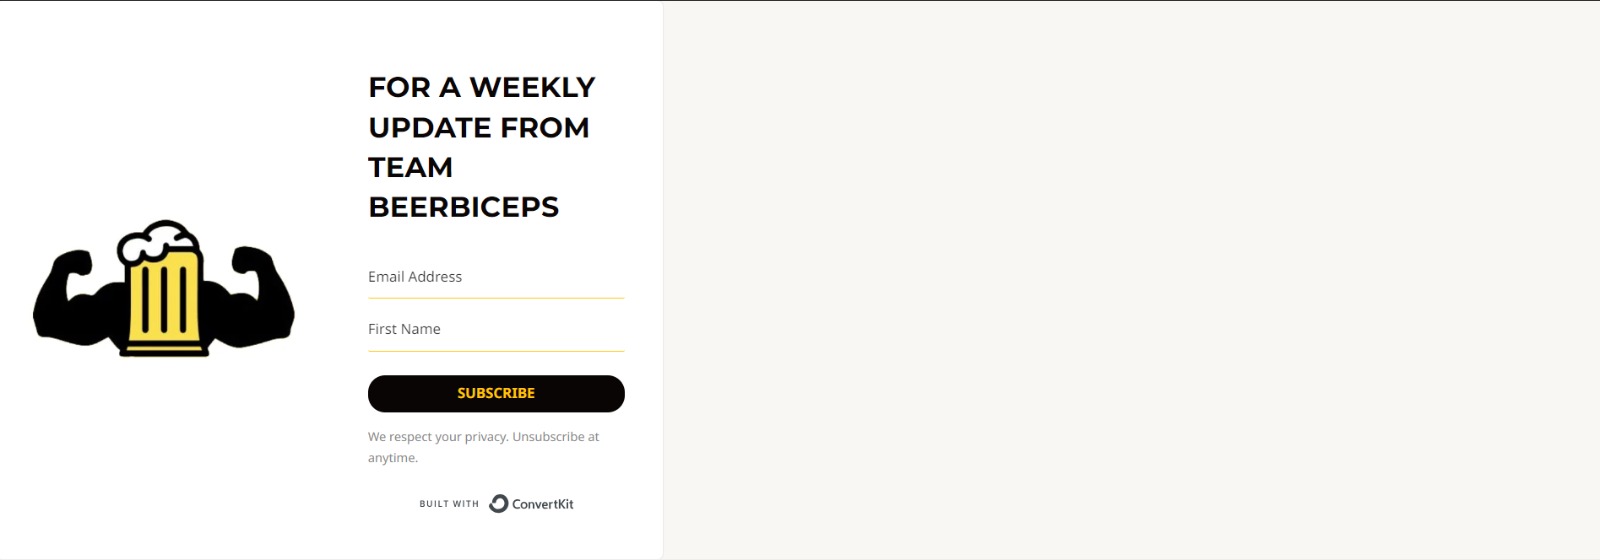 FOR A WEEKLY
UPDATE FROM
TEAM
BEERBICEPS
Email Address
First Name
SUBSCRIBE
We respect your privacy. Unsubscribe at
anytime.
BUILT WITH ConvertKit